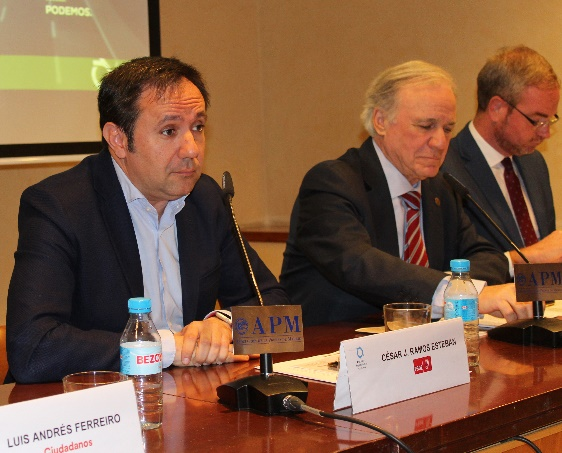 PODEMOS.
APM
APM
BEZO
CÉSAR J. RAMOS ESTEBAN
LUIS ANDRÉS FERREIRO
Ciudadanos